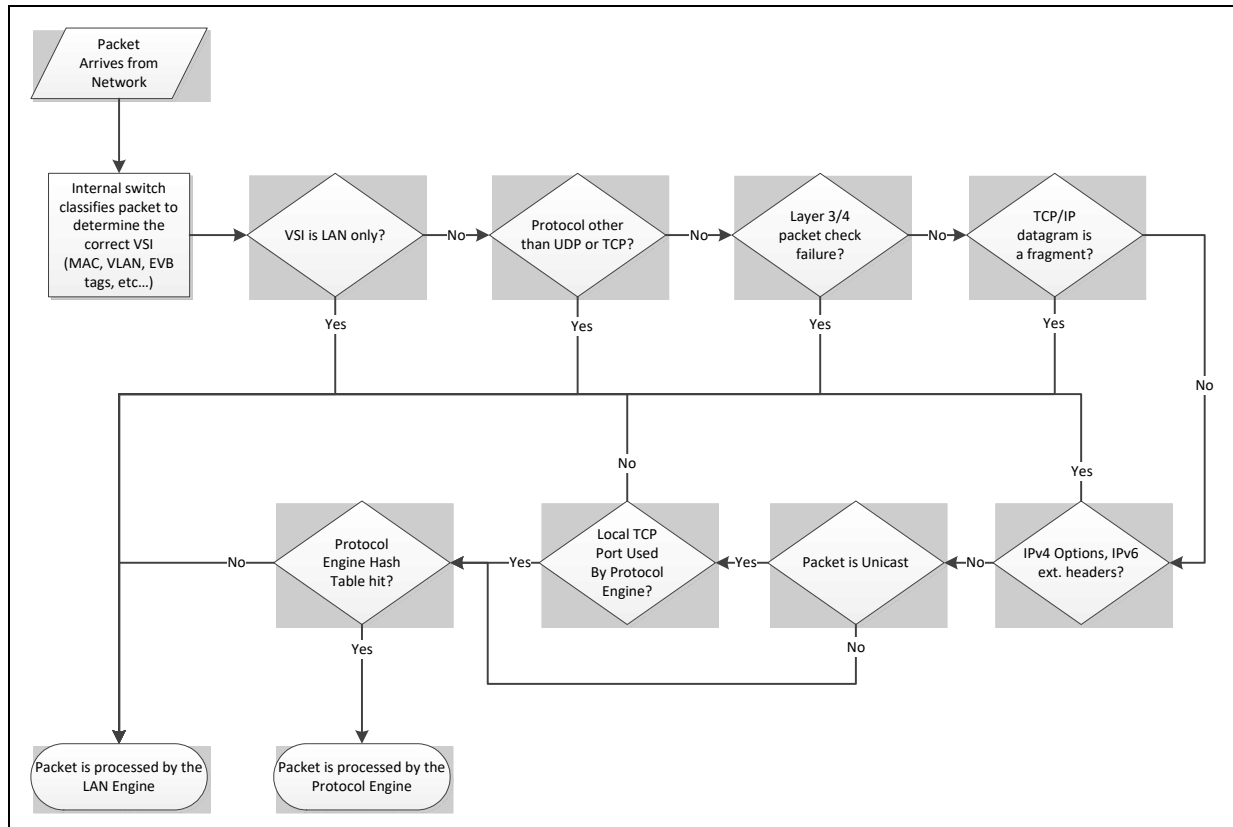 Packet
Arrives from
Network
Internal switch
classifies packet to
determine the
correct VSI
(MAC, VLAN, EVB
tags, etc…)
VSI is LAN only?
No
Protocol other
than UDP or TCP?
No
Layer 3/4
packet check
failure?
No
TCP/IP
datagram is
a fragment?
Yes
Yes
Yes
Yes
No
No
Yes
Protocol
Engine Hash
Table hit?
Local TCP
Port Used
By Protocol
Engine?
Packet is Unicast
IPv4 Options, IPv6
ext. headers?
No
Yes
Yes
No
Yes
No
Packet is processed by the
LAN Engine
Packet is processed by the
Protocol Engine